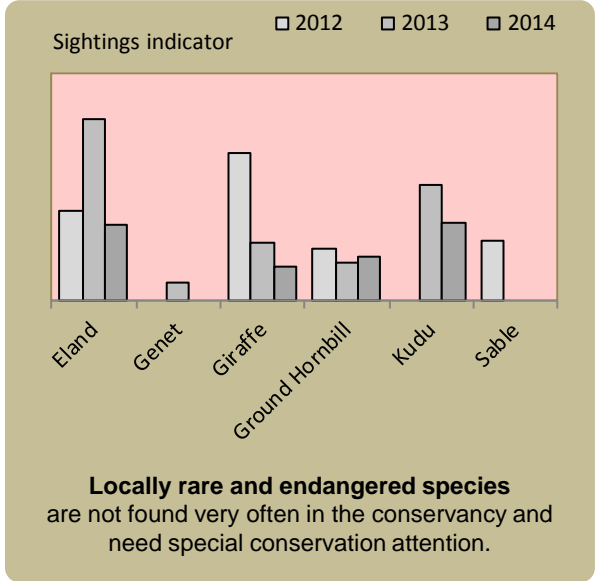 2012 2013 2014
Sightings indicator
Eland
Genet
Giraffe
Ground Hornbill
Kudu
Sable
Locally rare and endangered species
are not found very often in the conservancy and
need special conservation attention.